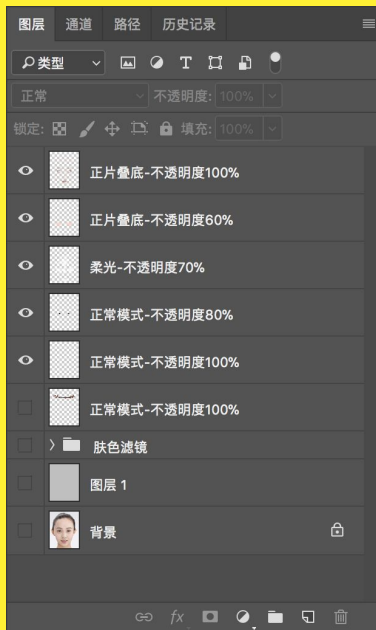 图层 通道 路径 历史记录
类型 T
正常 不透明度: 100%
锁定: 填充: 100%
正片叠底-不透明度100%
正片叠底-不透明度60%
柔光-不透明度70%
正常模式-不透明度80%
正常模式-不透明度100%
正常模式-不透明度100%
肤色滤镜
图层 1
背景
fx